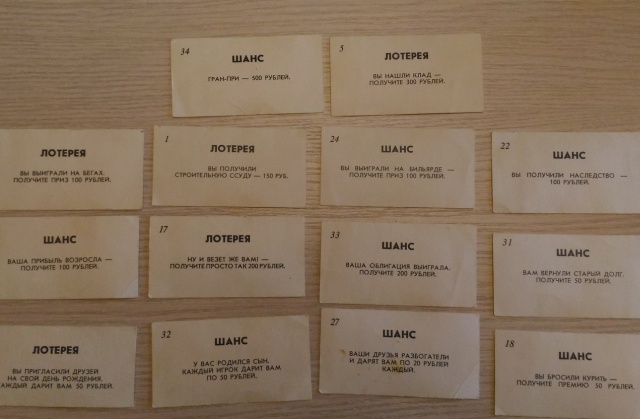 34
ШАНС
ГРАН-ПРИ — 500 РУБЛЕЙ.
5
ЛОТЕРЕЯ
ВЫ НАШЛИ КЛАД —
ПОЛУЧИТЕ 300 РУБЛЕЙ.
ЛОТЕРЕЯ
ВЫ ВЫИГРАЛИ НА БЕГАХ.
ПОЛУЧИТЕ ПРИЗ 100 РУБЛЕЙ.
1
ЛОТЕРЕЯ
ВЫ ПОЛУЧИЛИ
СТРОИТЕЛЬНУЮ ССУДУ — 150 РУБ.
24
ШАНС
ВЫ ВЫИГРАЛИ НА БИЛЬЯРДЕ —
ПОЛУЧИТЕ ПРИЗ 100 РУБЛЕЙ.
22
ШАНС
ВЫ ПОЛУЧИЛИ НАСЛЕДСТВО —
100 РУБЛЕЙ.
ШАНС
ВАША ПРИБЫЛЬ ВОЗРОСЛА —
ПОЛУЧИТЕ 100 РУБЛЕЙ.
17
ЛОТЕРЕЯ
НУ И ВЕЗЕТ ЖЕ ВАМ! —
ПОЛУЧИТЕ ПРОСТО ТАК 200 РУБЛЕЙ.
33
ШАНС
ВАША ОБЛИГАЦИЯ ВЫИГРАЛА.
ПОЛУЧИТЕ 200 РУБЛЕЙ.
31
ШАНС
ВАМ ВЕРНУЛИ СТАРЫЙ ДОЛГ.
ПОЛУЧИТЕ 50 РУБЛЕЙ.
ЛОТЕРЕЯ
ВЫ ПРИГЛАСИЛИ ДРУЗЕЙ
НА СВОЙ ДЕНЬ РОЖДЕНИЯ.
КАЖДЫЙ ДАРИТ ВАМ 50 РУБЛЕЙ.
32
ШАНС
У ВАС РОДИЛСЯ СЫН.
КАЖДЫЙ ИГРОК ДАРИТ ВАМ
ПО 50 РУБЛЕЙ.
27
ШАНС
ВАШИ ДРУЗЬЯ РАЗБОГАТЕЛИ
И ДАРЯТ ВАМ ПО 20 РУБЛЕЙ
КАЖДЫЙ.
18
ШАНС
ВЫ БРОСИЛИ КУРИТЬ —
ПОЛУЧИТЕ ПРЕМИЮ 50 РУБЛЕЙ.